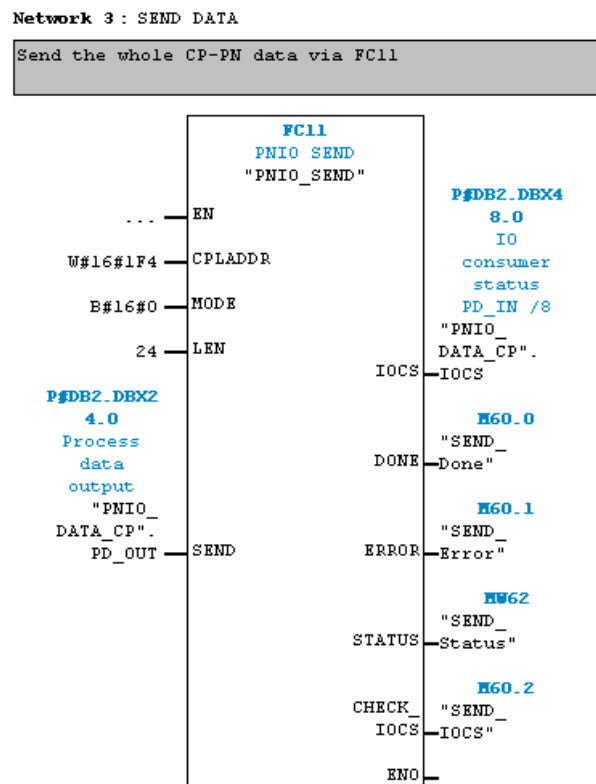 Network 3 : SEND DATA
Send the whole CP-PN data via FC11
FC11
PNIO SEND
"PNIO_SEND"
... EN
W#16#1F4 CPLADDR
B#16#0 MODE
24 LEN
P#DB2.DBX2
4.0
Process
data
output
"PNIO_
DATA_CP".
PD_OUT SEND
P#DB2.DBX4
8.0
IO
consumer
status
PD_IN /8
"PNIO_
DATA_CP".
IOCS IOCS
M60.0
"SEND_
DONE Done"
M60.1
"SEND_
ERROR Error"
MW62
"SEND_
STATUS Status"
M60.2
CHECK_ "SEND_
IOCS IOCS"
ENO